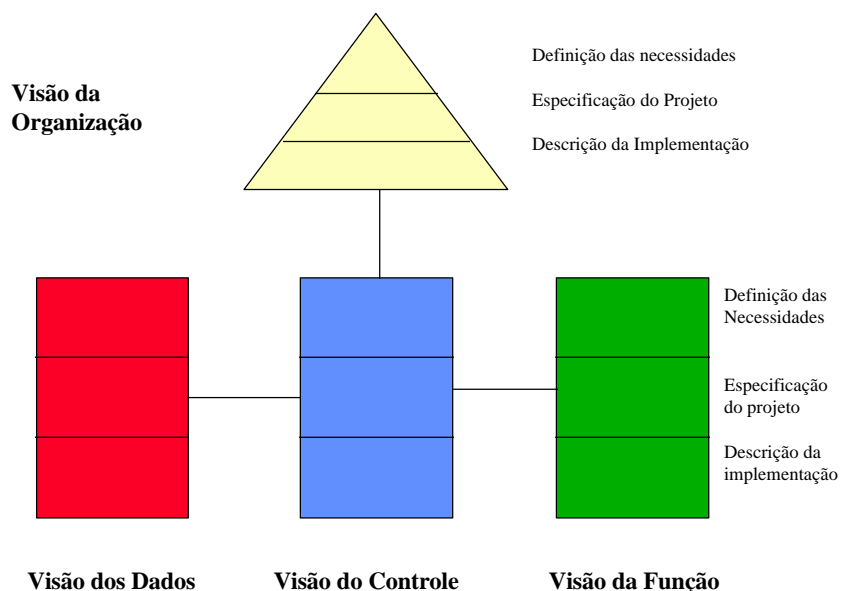 Visão da
Organização
Definição das necessidades
Especificação do Projeto
Descrição da Implementação
Definição das
Necessidades
Especificação
do projeto
Descrição da
implementação
Visão dos Dados
Visão do Controle
Visão da Função